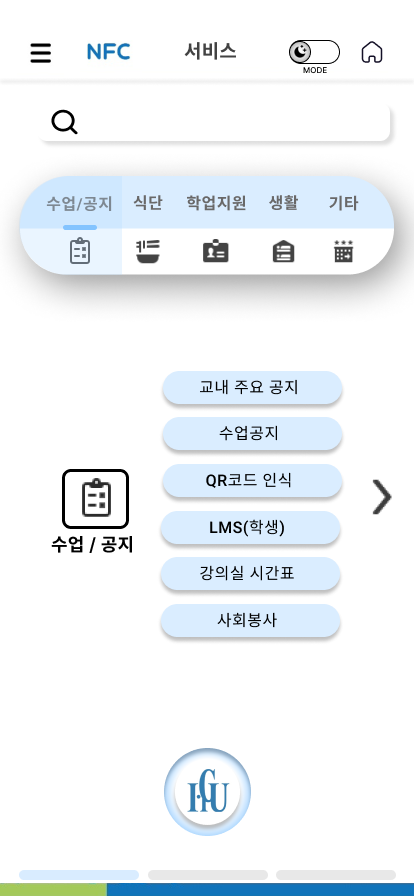 NFC 서비스
MODE
수업/공지 식단 학업지원 생활 기타
교내 주요 공지
수업공지
QR코드 인식
LMS(학생)
수업 / 공지
강의실 시간표
사회봉사